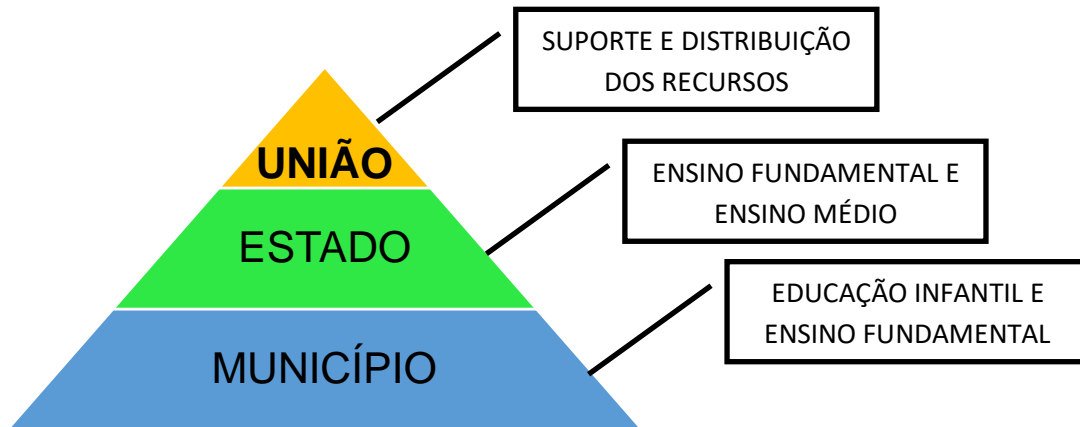 SUPORTE E DISTRIBUIÇÃO
DOS RECURSOS
UNIÃO
ENSINO FUNDAMENTAL E
ENSINO MÉDIO
ESTADO
EDUCAÇÃO INFANTIL E
ENSINO FUNDAMENTAL
MUNICÍPIO